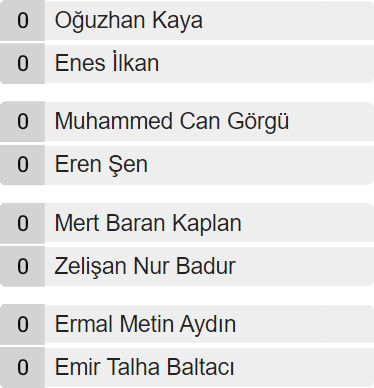 0 Oğuzhan Kaya
0 Enes İlkan
0 Muhammed Can Görgü
0 Eren Şen
0 Mert Baran Kaplan
0 Zelişan Nur Badur
0 Ermal Metin Aydın
0 Emir Talha Baltacı